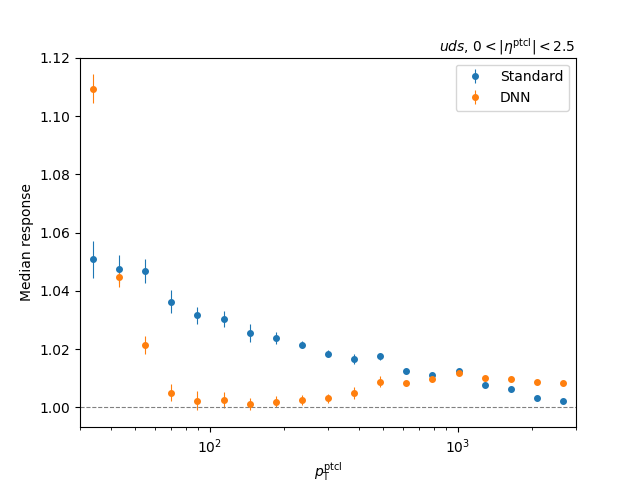 uds, 0 < |η^ptcl| < 2.5
1.12
1.10
1.08
1.06
1.04
1.02
1.00
Median response
Standard
DNN
10^2
10^3
p_T^ptcl